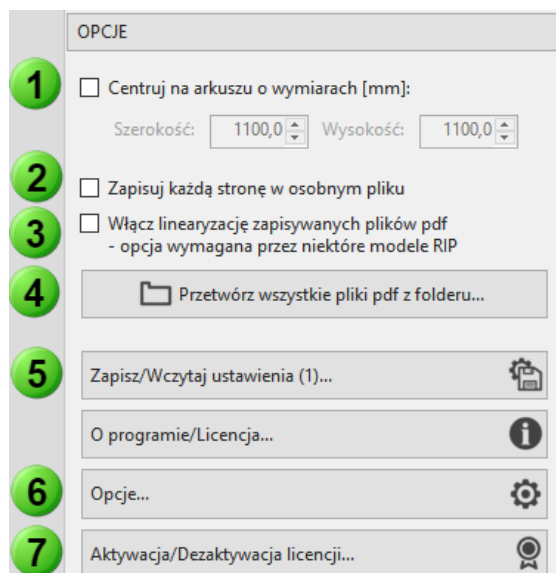 OPCJE
1
Centruj na arkuszu o wymiarach [mm]:
Szerokość: 1100,0 Wysokość: 1100,0
2
Zapisuj każdą stronę w osobnym pliku
3
Włącz linearyzację zapisywanych plików pdf
- opcja wymagana przez niektóre modele RIP
4
Przetwórz wszystkie pliki pdf z folderu...
5
Zapisz/Wczytaj ustawienia (1)...
O programie/Licencja...
6
Opcje...
7
Aktywacja/Dezaktywacja licencji...